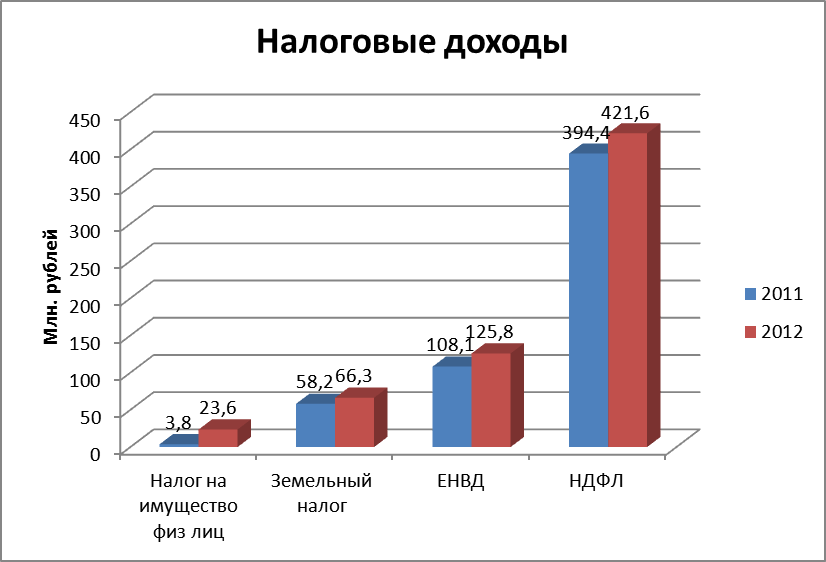 Налоговые доходы
Млн. рублей
450
400
350
300
250
200
150
100
50
0
3,8
23,6
58,2
66,3
108,1
125,8
394,4
421,6
Налог на
имущество
физ лиц
Земельный
налог
ЕНВД
НДФЛ
2011
2012